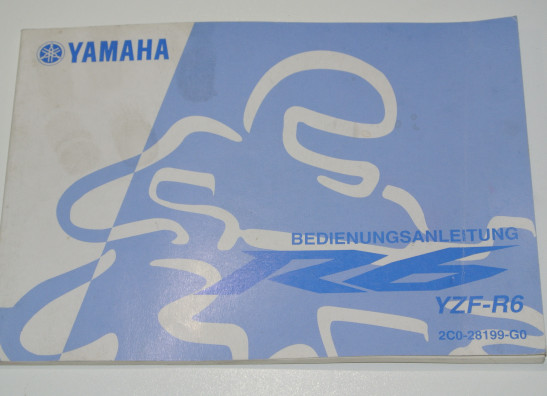 YAMAHA
BEDIENUNGSANLEITUNG
R6
YZF-R6
2C0-28199-G0